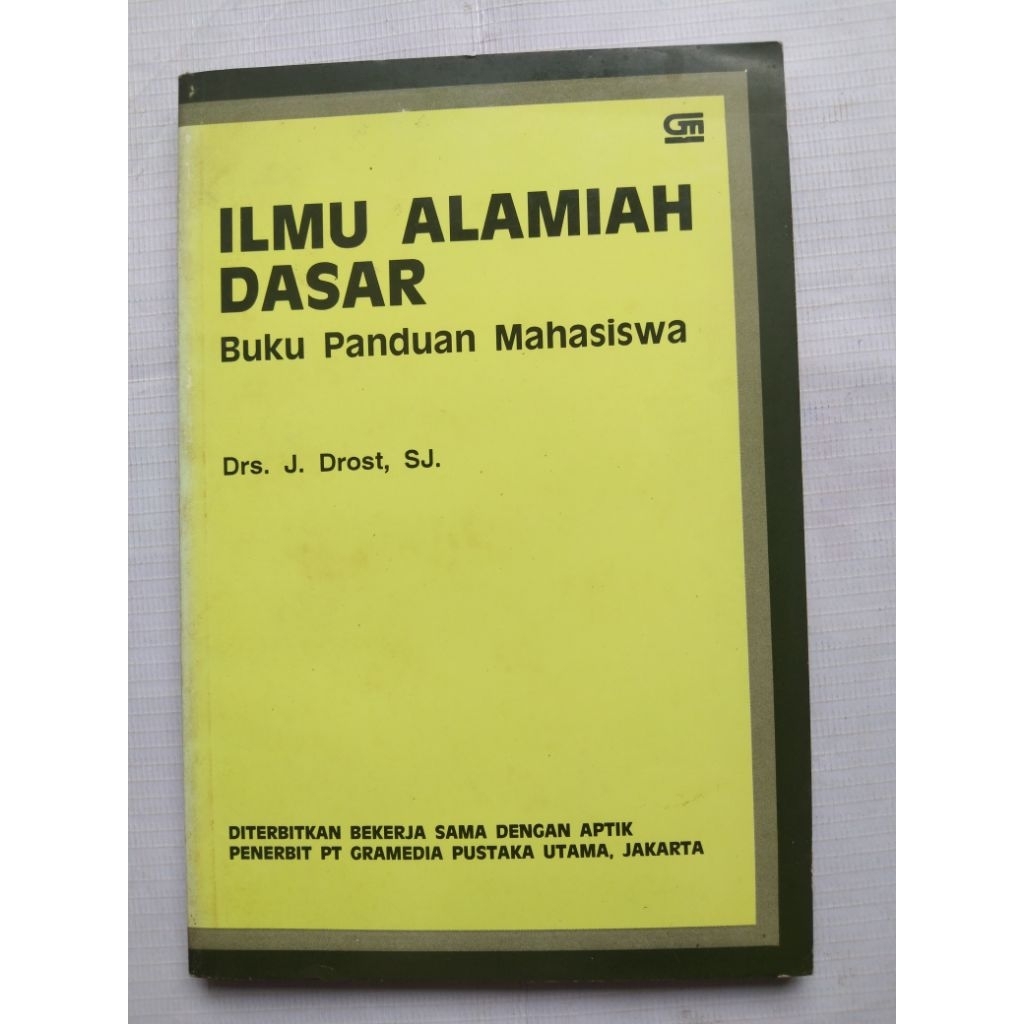 GM
ILMU ALAMIAH
DASAR
Buku Panduan Mahasiswa
Drs. J. Drost, SJ.
DITERBITKAN BEKERJA SAMA DENGAN APTIK
PENERBIT PT GRAMEDIA PUSTAKA UTAMA, JAKARTA